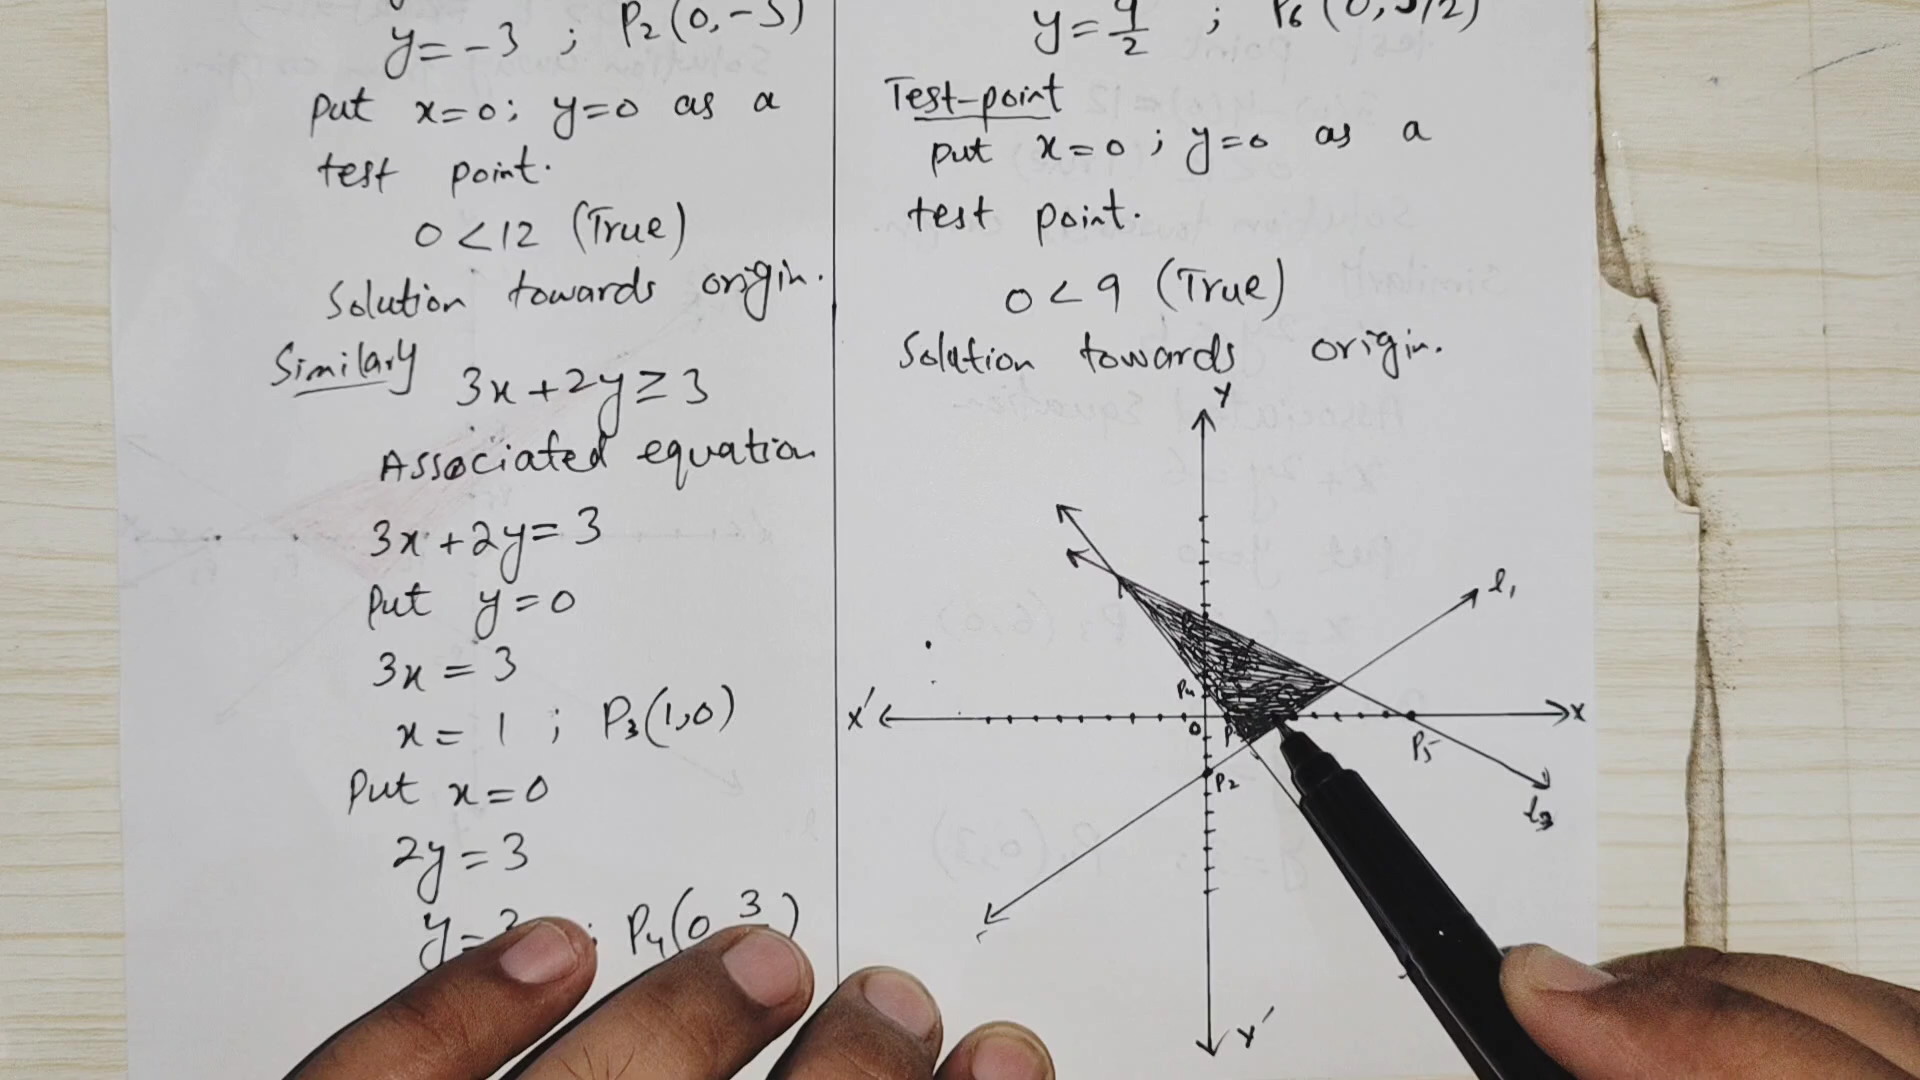 y = -3 ; P2(0, -3)
put x=0; y=0 as a
test point.
0<12 (True)
Solution towards origin.
Similary 3x+2y≥3
Associated equation
3x+2y=3
Put y=0
3x = 3
x = 1 ; P3(1,0)
Put x=0
2y=3
P4(0
y=9/2 ; P6(0, 9/2)
Test-point
put x=0; y=0 as a
test point.
0<9 (True)
Solution towards origin.
Y
l1
P4
X'
O
X
P5
P2
Y'